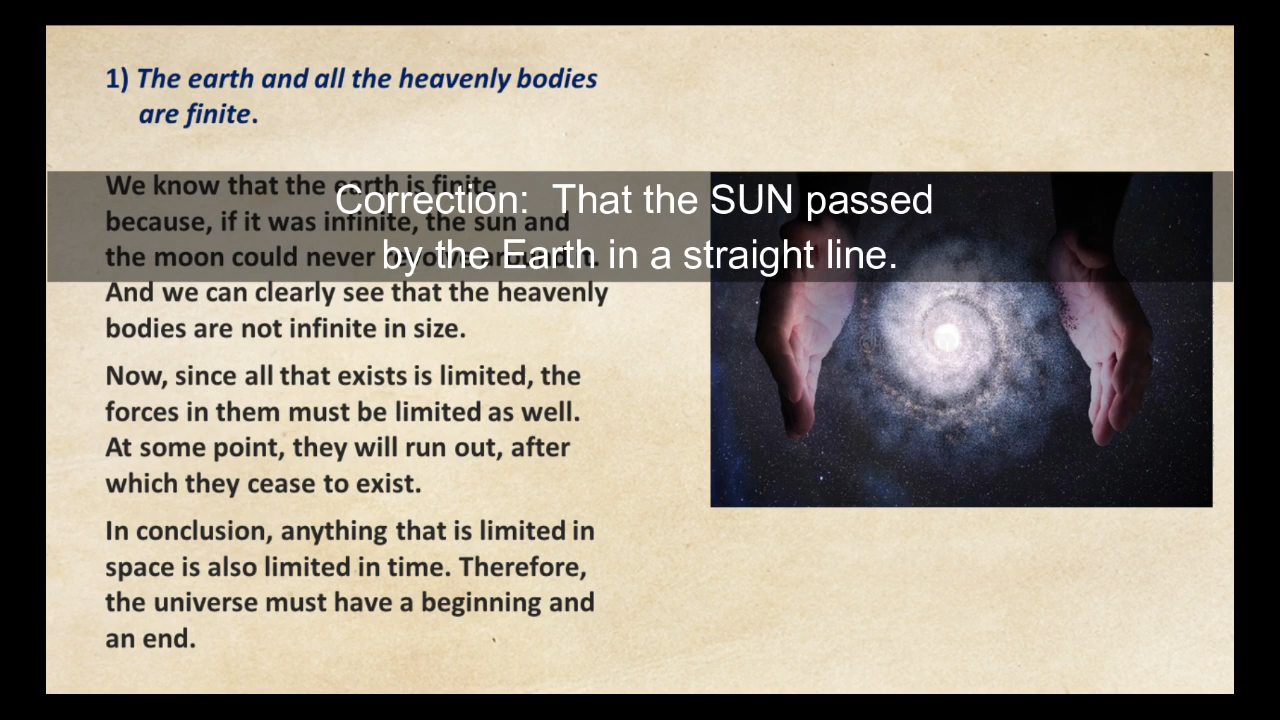 1) The earth and all the heavenly bodies
are finite.
We know that the earth is finite
because, if it was infinite, the sun and
the moon could never revolve around it.
Correction: That the SUN passed
by the Earth in a straight line.
And we can clearly see that the heavenly
bodies are not infinite in size.
Now, since all that exists is limited, the
forces in them must be limited as well.
At some point, they will run out, after
which they cease to exist.
In conclusion, anything that is limited in
space is also limited in time. Therefore,
the universe must have a beginning and
an end.